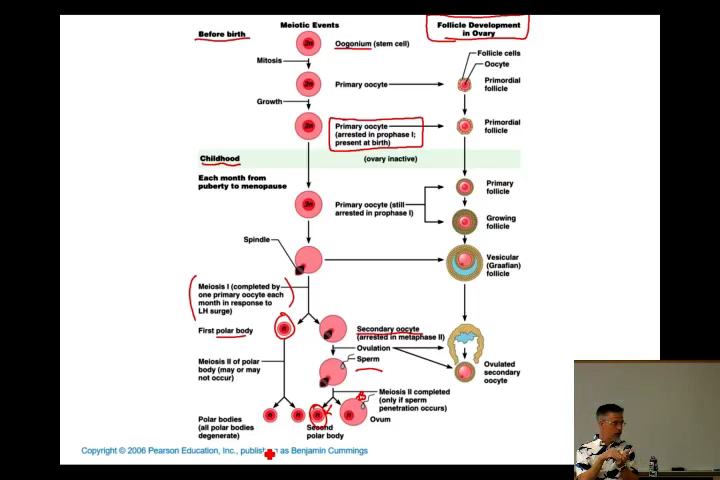 Meiotic Events
Follicle Development
in Ovary
Before birth
Oogonium (stem cell)
Follicle cells
Oocyte
Mitosis
2n
2n
Primary oocyte
Primordial
follicle
Growth
2n
Primary oocyte
(arrested in prophase I;
present at birth)
Primordial
follicle
Childhood
(ovary inactive)
Each month from
puberty to menopause
2n
Primary oocyte (still
arrested in prophase I)
Primary
follicle
Growing
follicle
Spindle
Vesicular
(Graafian)
follicle
Meiosis I (completed by
one primary oocyte each
month in response to
LH surge)
First polar body
n
Secondary oocyte
(arrested in metaphase II)
Ovulation
Sperm
Meiosis II of polar
body (may or may
not occur)
Ovulated
secondary
oocyte
Meiosis II completed
(only if sperm
penetration occurs)
n
n
n
n
Polar bodies
(all polar bodies
degenerate)
Second
polar body
Ovum
Copyright © 2006 Pearson Education, Inc., publishing as Benjamin Cummings